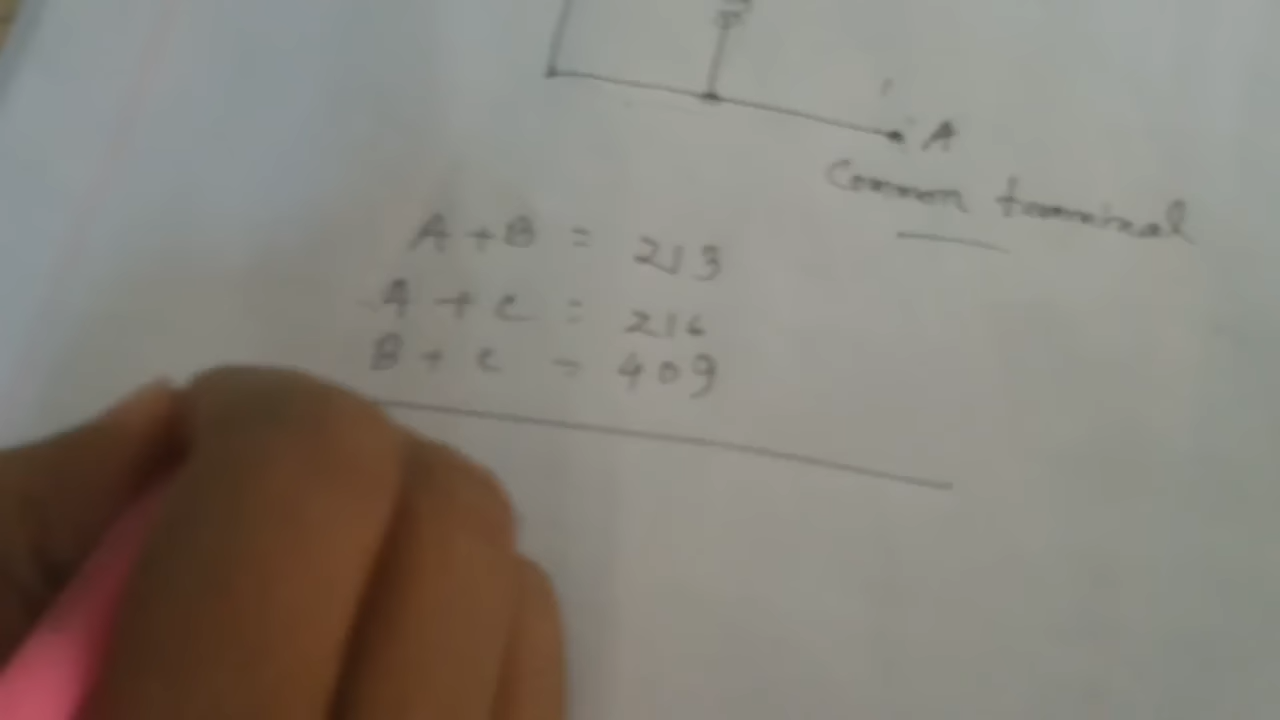 A
Common terminal
A + B = 213
A + C = 216
B + C = 409